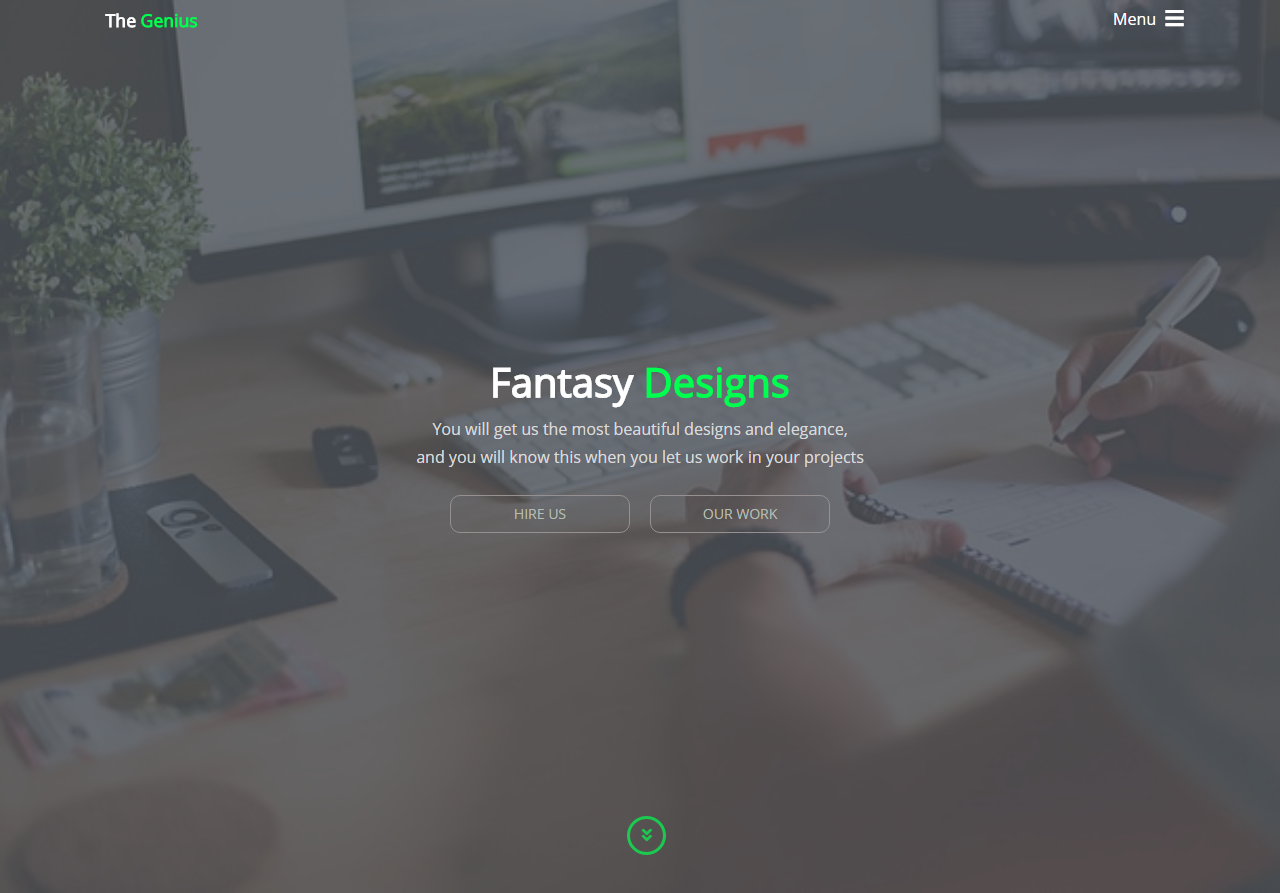 The Genius
Menu
Fantasy Designs
You will get us the most beautiful designs and elegance,
and you will know this when you let us work in your projects
HIRE US
OUR WORK